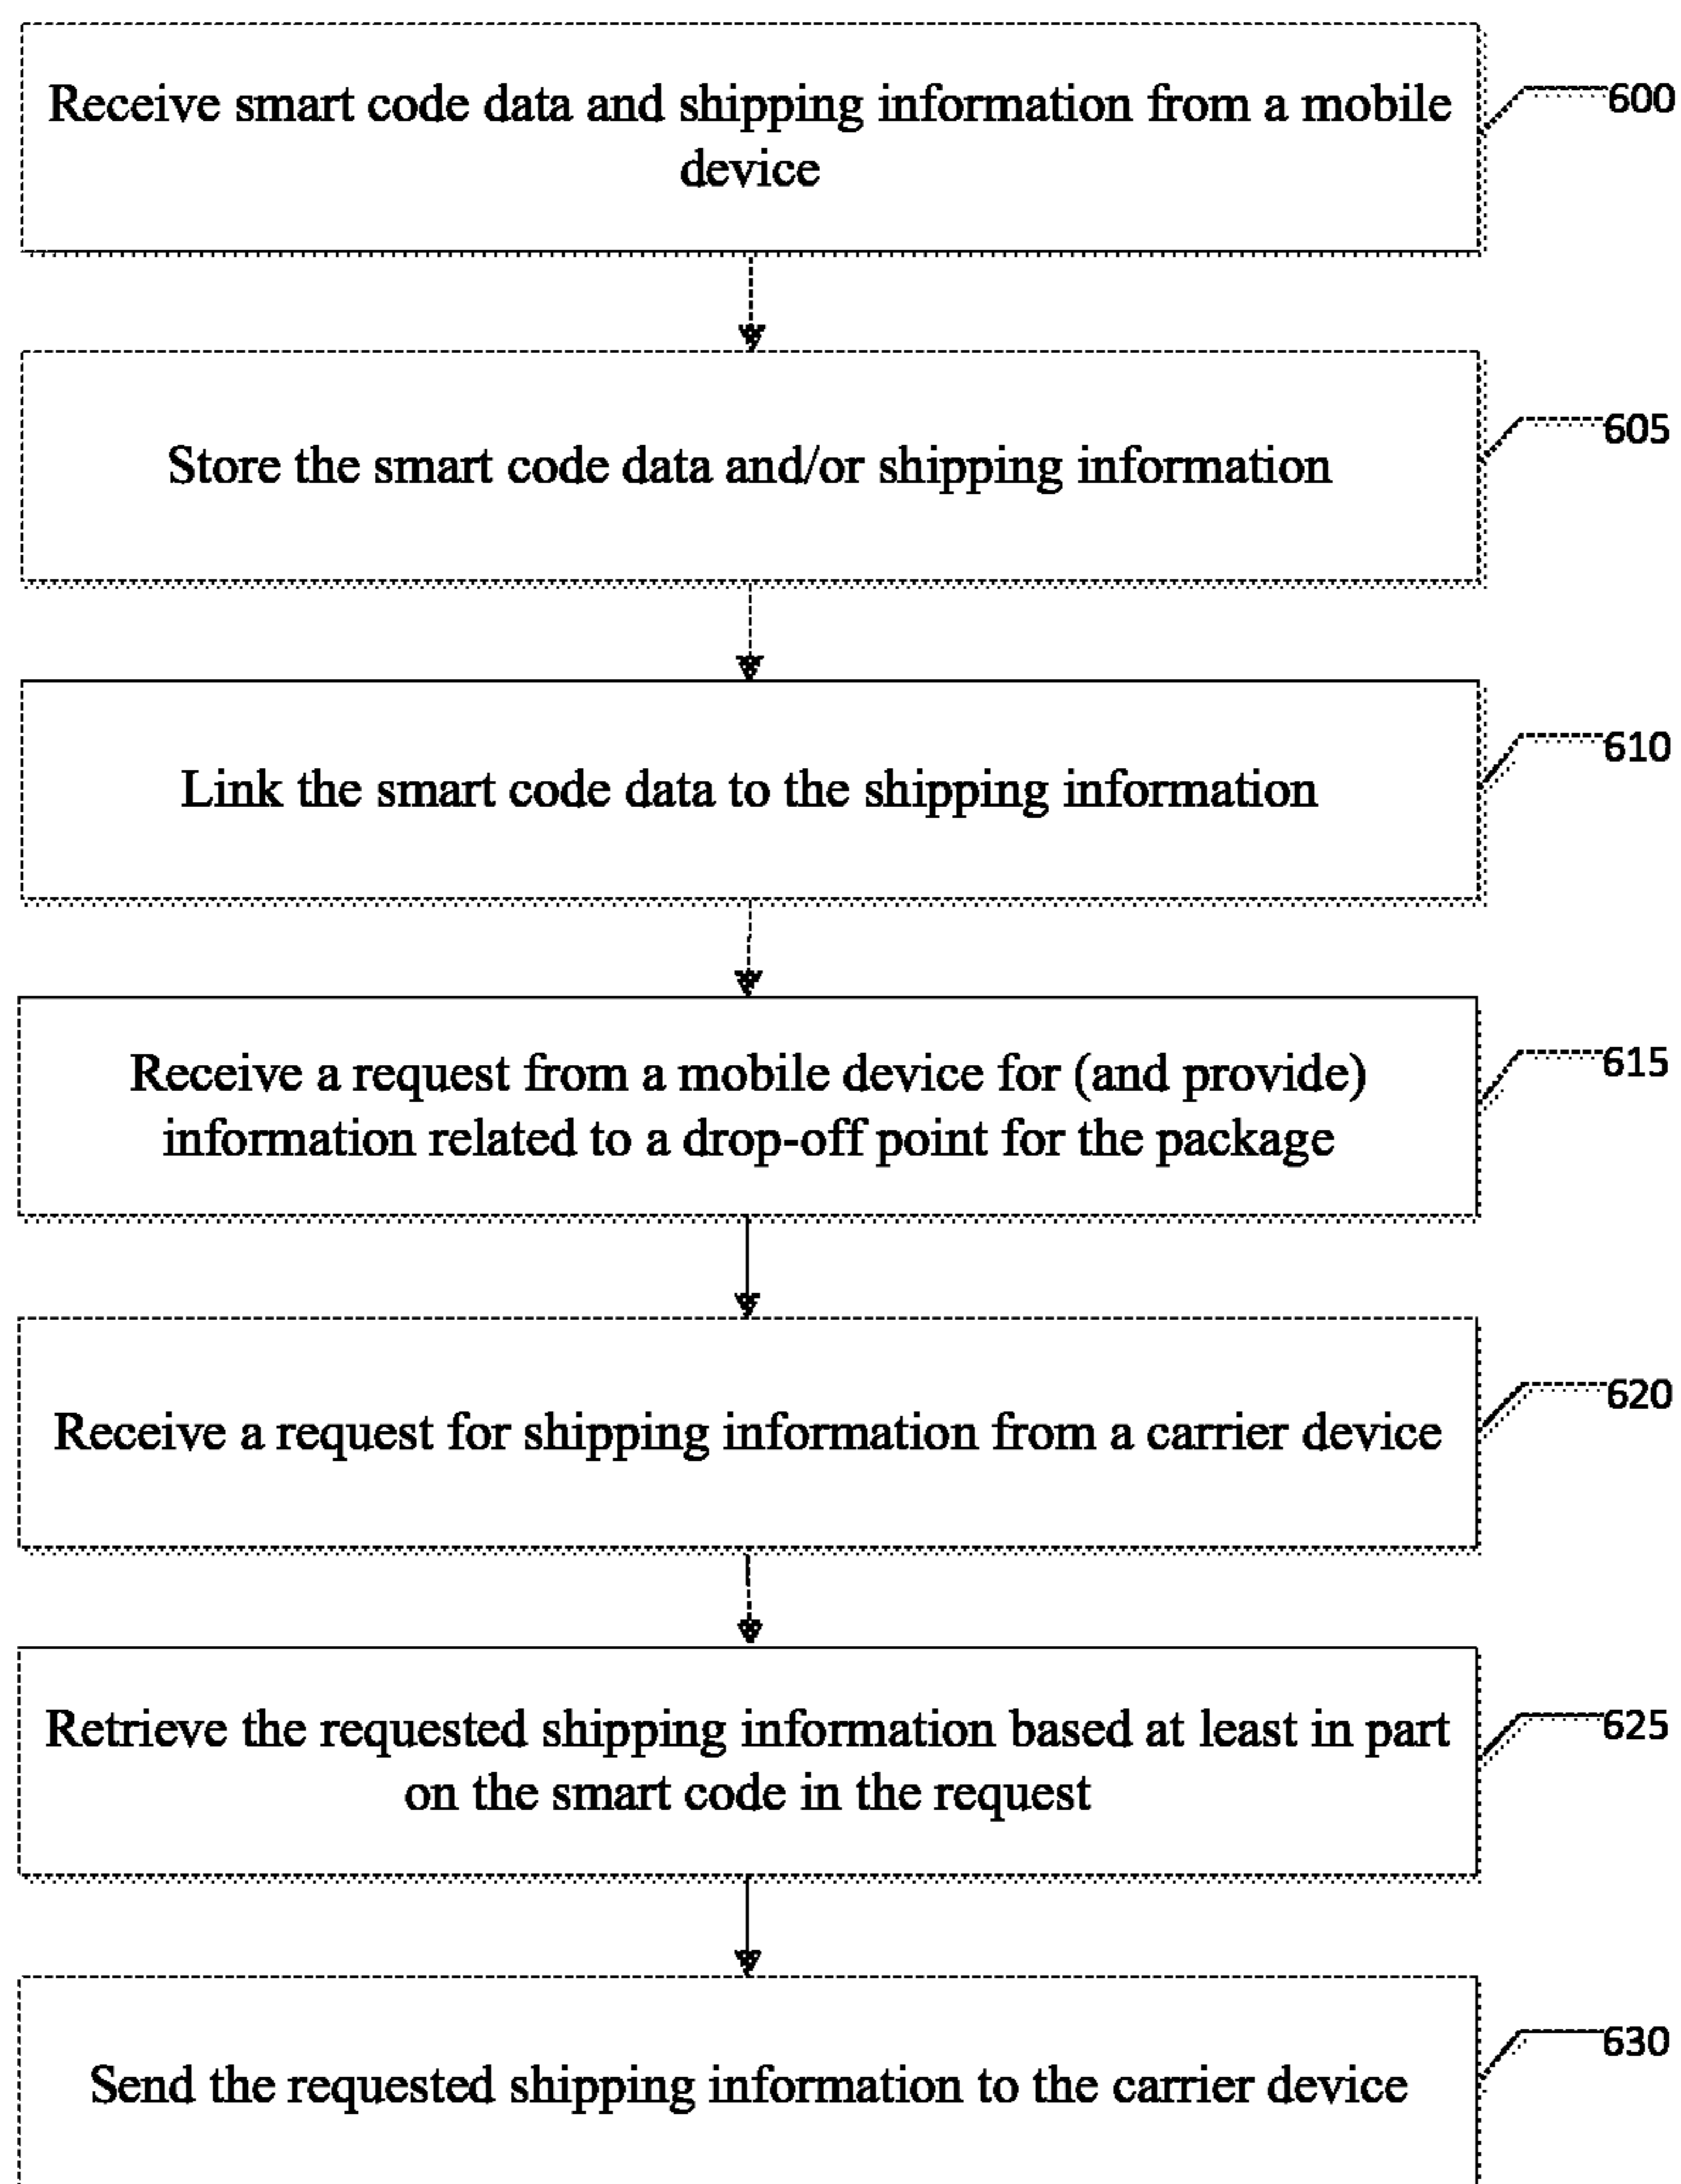 Receive smart code data and shipping information from a mobile
device
600
Store the smart code data and/or shipping information
605
Link the smart code data to the shipping information
610
Receive a request from a mobile device for (and provide)
information related to a drop-off point for the package
615
Receive a request for shipping information from a carrier device
620
Retrieve the requested shipping information based at least in part
on the smart code in the request
625
Send the requested shipping information to the carrier device
630